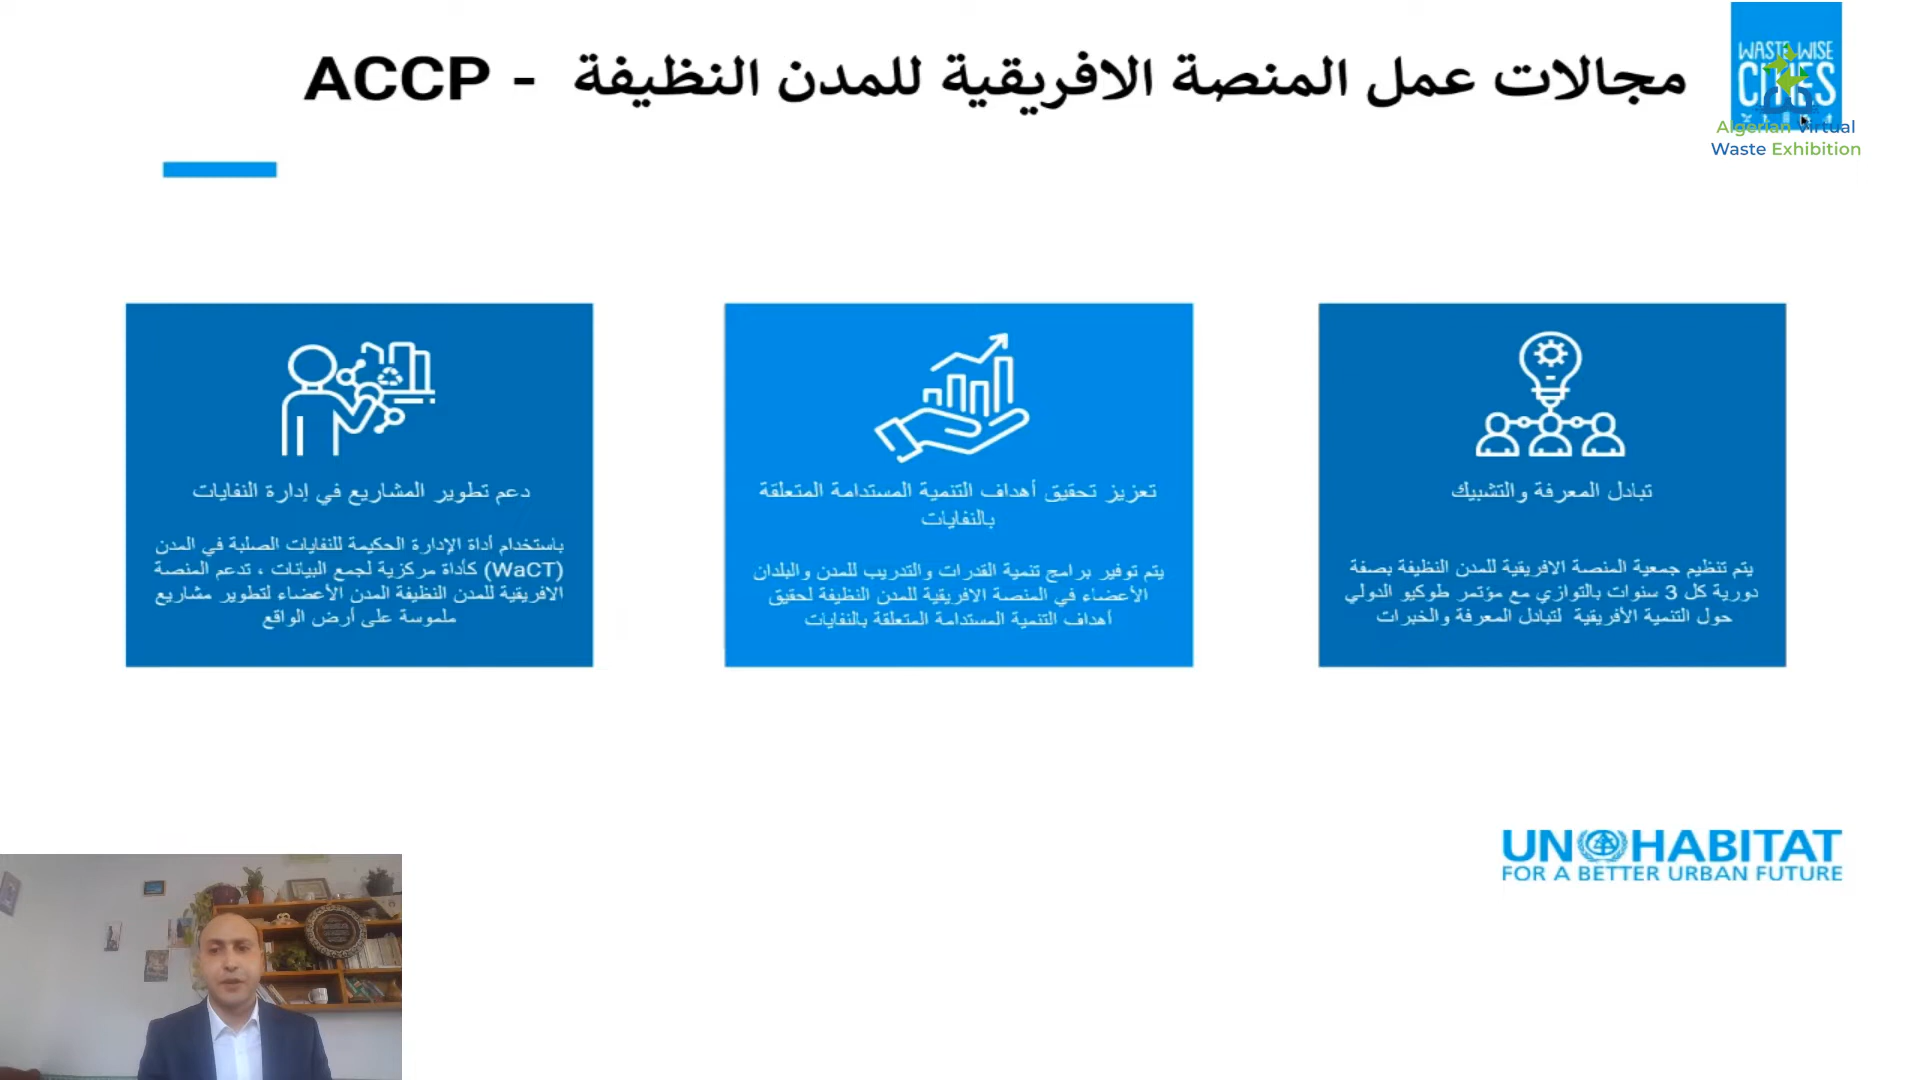 مجالات عمل المنصة الافريقية للمدن النظيفة - ACCP
WASTE WISE
CITIES
Algerian Virtual
Waste Exhibition
تبادل المعرفة والتشبيك
يتم تنظيم جمعية المنصة الافريقية للمدن النظيفة بصفة
دورية كل 3 سنوات بالتوازي مع مؤتمر طوكيو الدولي
حول التنمية الأفريقية لتبادل المعرفة والخبرات
تعزيز تحقيق أهداف التنمية المستدامة المتعلقة
بالنفايات
يتم توفير برامج تنمية القدرات والتدريب للمدن والبلدان
الأعضاء في المنصة الافريقية للمدن النظيفة لحقيق
أهداف التنمية المستدامة المتعلقة بالنفايات
دعم تطوير المشاريع في إدارة النفايات
باستخدام أداة الإدارة الحكيمة للنفايات الصلبة في المدن
(WaCT) كأداة مركزية لجمع البيانات ، تدعم المنصة
الافريقية للمدن النظيفة المدن الأعضاء لتطوير مشاريع
ملموسة على أرض الواقع
UN HABITAT
FOR A BETTER URBAN FUTURE